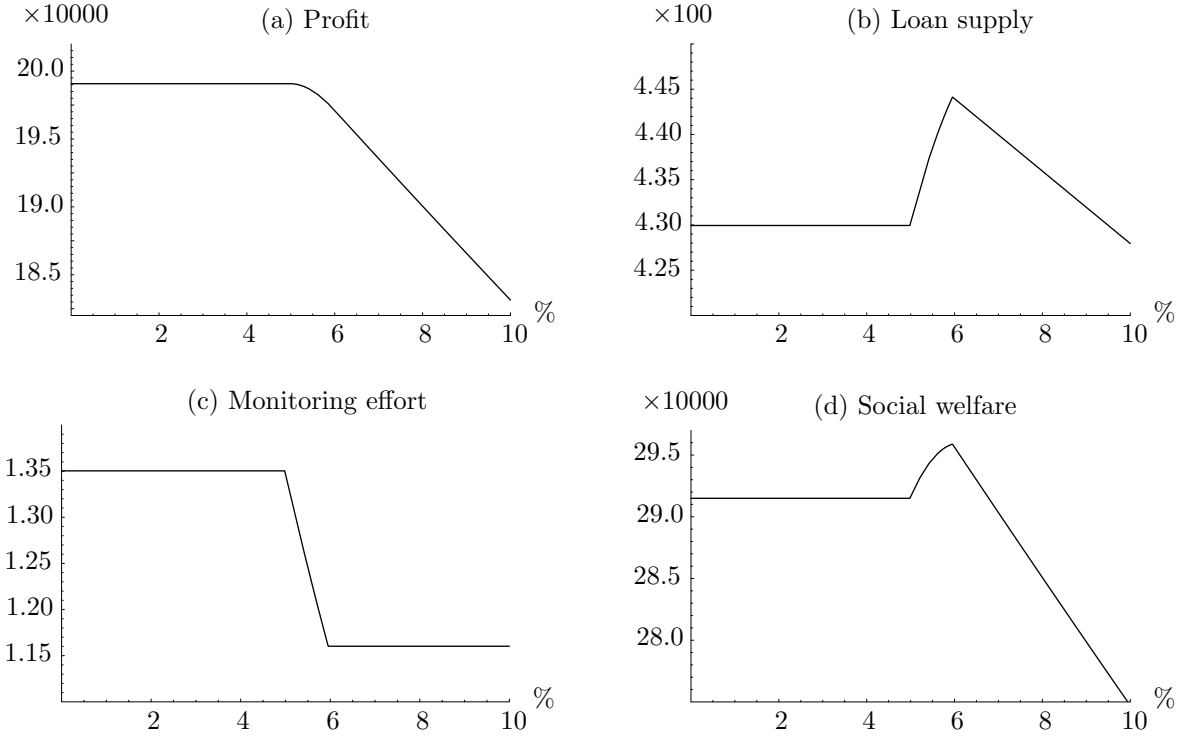 ×10000
(a) Profit
20.0
19.5
19.0
18.5
2 4 6 8 10 %
×100
(b) Loan supply
4.45
4.40
4.35
4.30
4.25
2 4 6 8 10 %
(c) Monitoring effort
1.35
1.30
1.25
1.20
1.15
2 4 6 8 10 %
×10000
(d) Social welfare
29.5
29.0
28.5
28.0
2 4 6 8 10 %